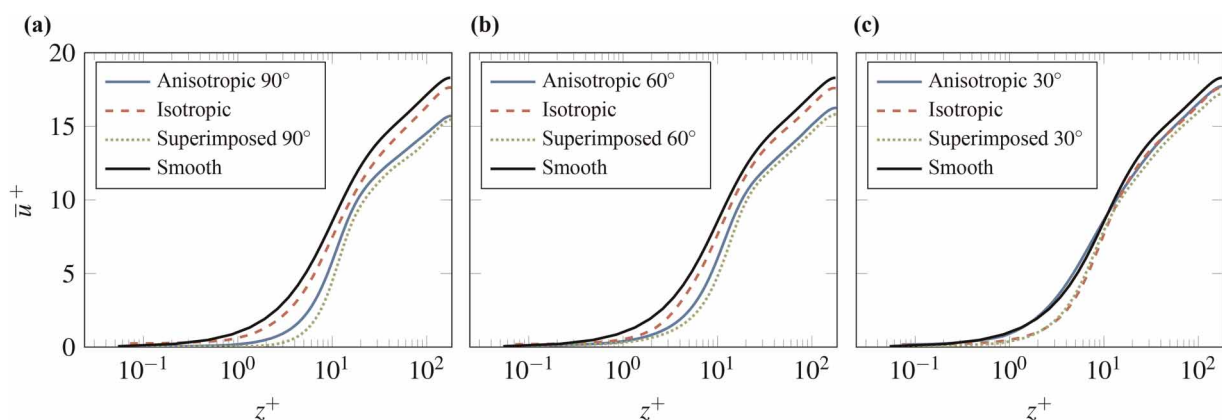 (a)
(b)
(c)
20
15
10
5
0
u̅⁺
Anisotropic 90°
Isotropic
Superimposed 90°
Smooth
Anisotropic 60°
Isotropic
Superimposed 60°
Smooth
Anisotropic 30°
Isotropic
Superimposed 30°
Smooth
10⁻¹ 10⁰ 10¹ 10²
10⁻¹ 10⁰ 10¹ 10²
10⁻¹ 10⁰ 10¹ 10²
z⁺
z⁺
z⁺